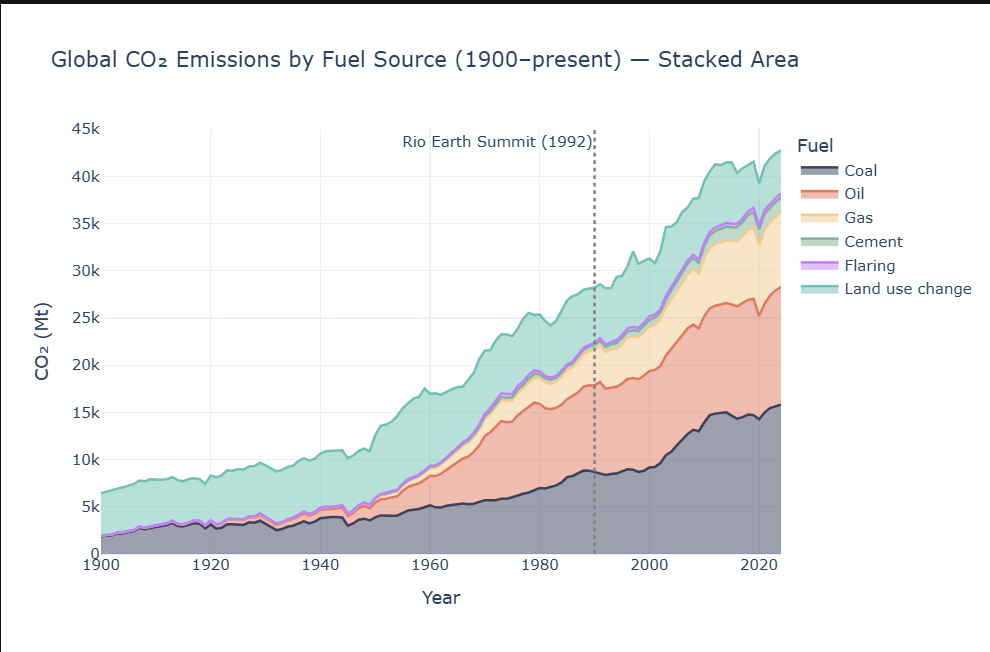 Global CO₂ Emissions by Fuel Source (1900–present) — Stacked Area
45k
40k
35k
30k
25k
20k
15k
10k
5k
0
CO₂ (Mt)
Rio Earth Summit (1992)
1900
1920
1940
1960
1980
2000
2020
Year
Fuel
Coal
Oil
Gas
Cement
Flaring
Land use change